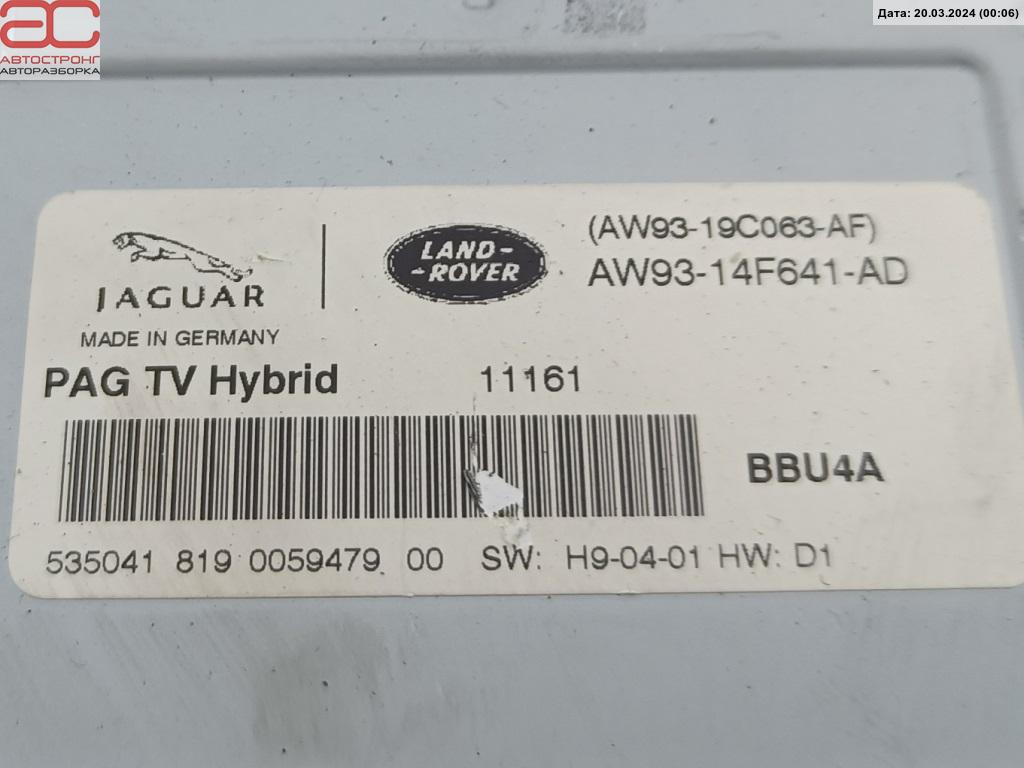 АВТОСТРОНГ
АВТОРАЗБОРКА
Дата: 20.03.2024 (00:06)
JAGUAR
LAND-
-ROVER
(AW93-19C063-AF)
AW93-14F641-AD
MADE IN GERMANY
PAG TV Hybrid 11161
BBU4A
535041 819 0059479 00 SW: H9-04-01 HW: D1